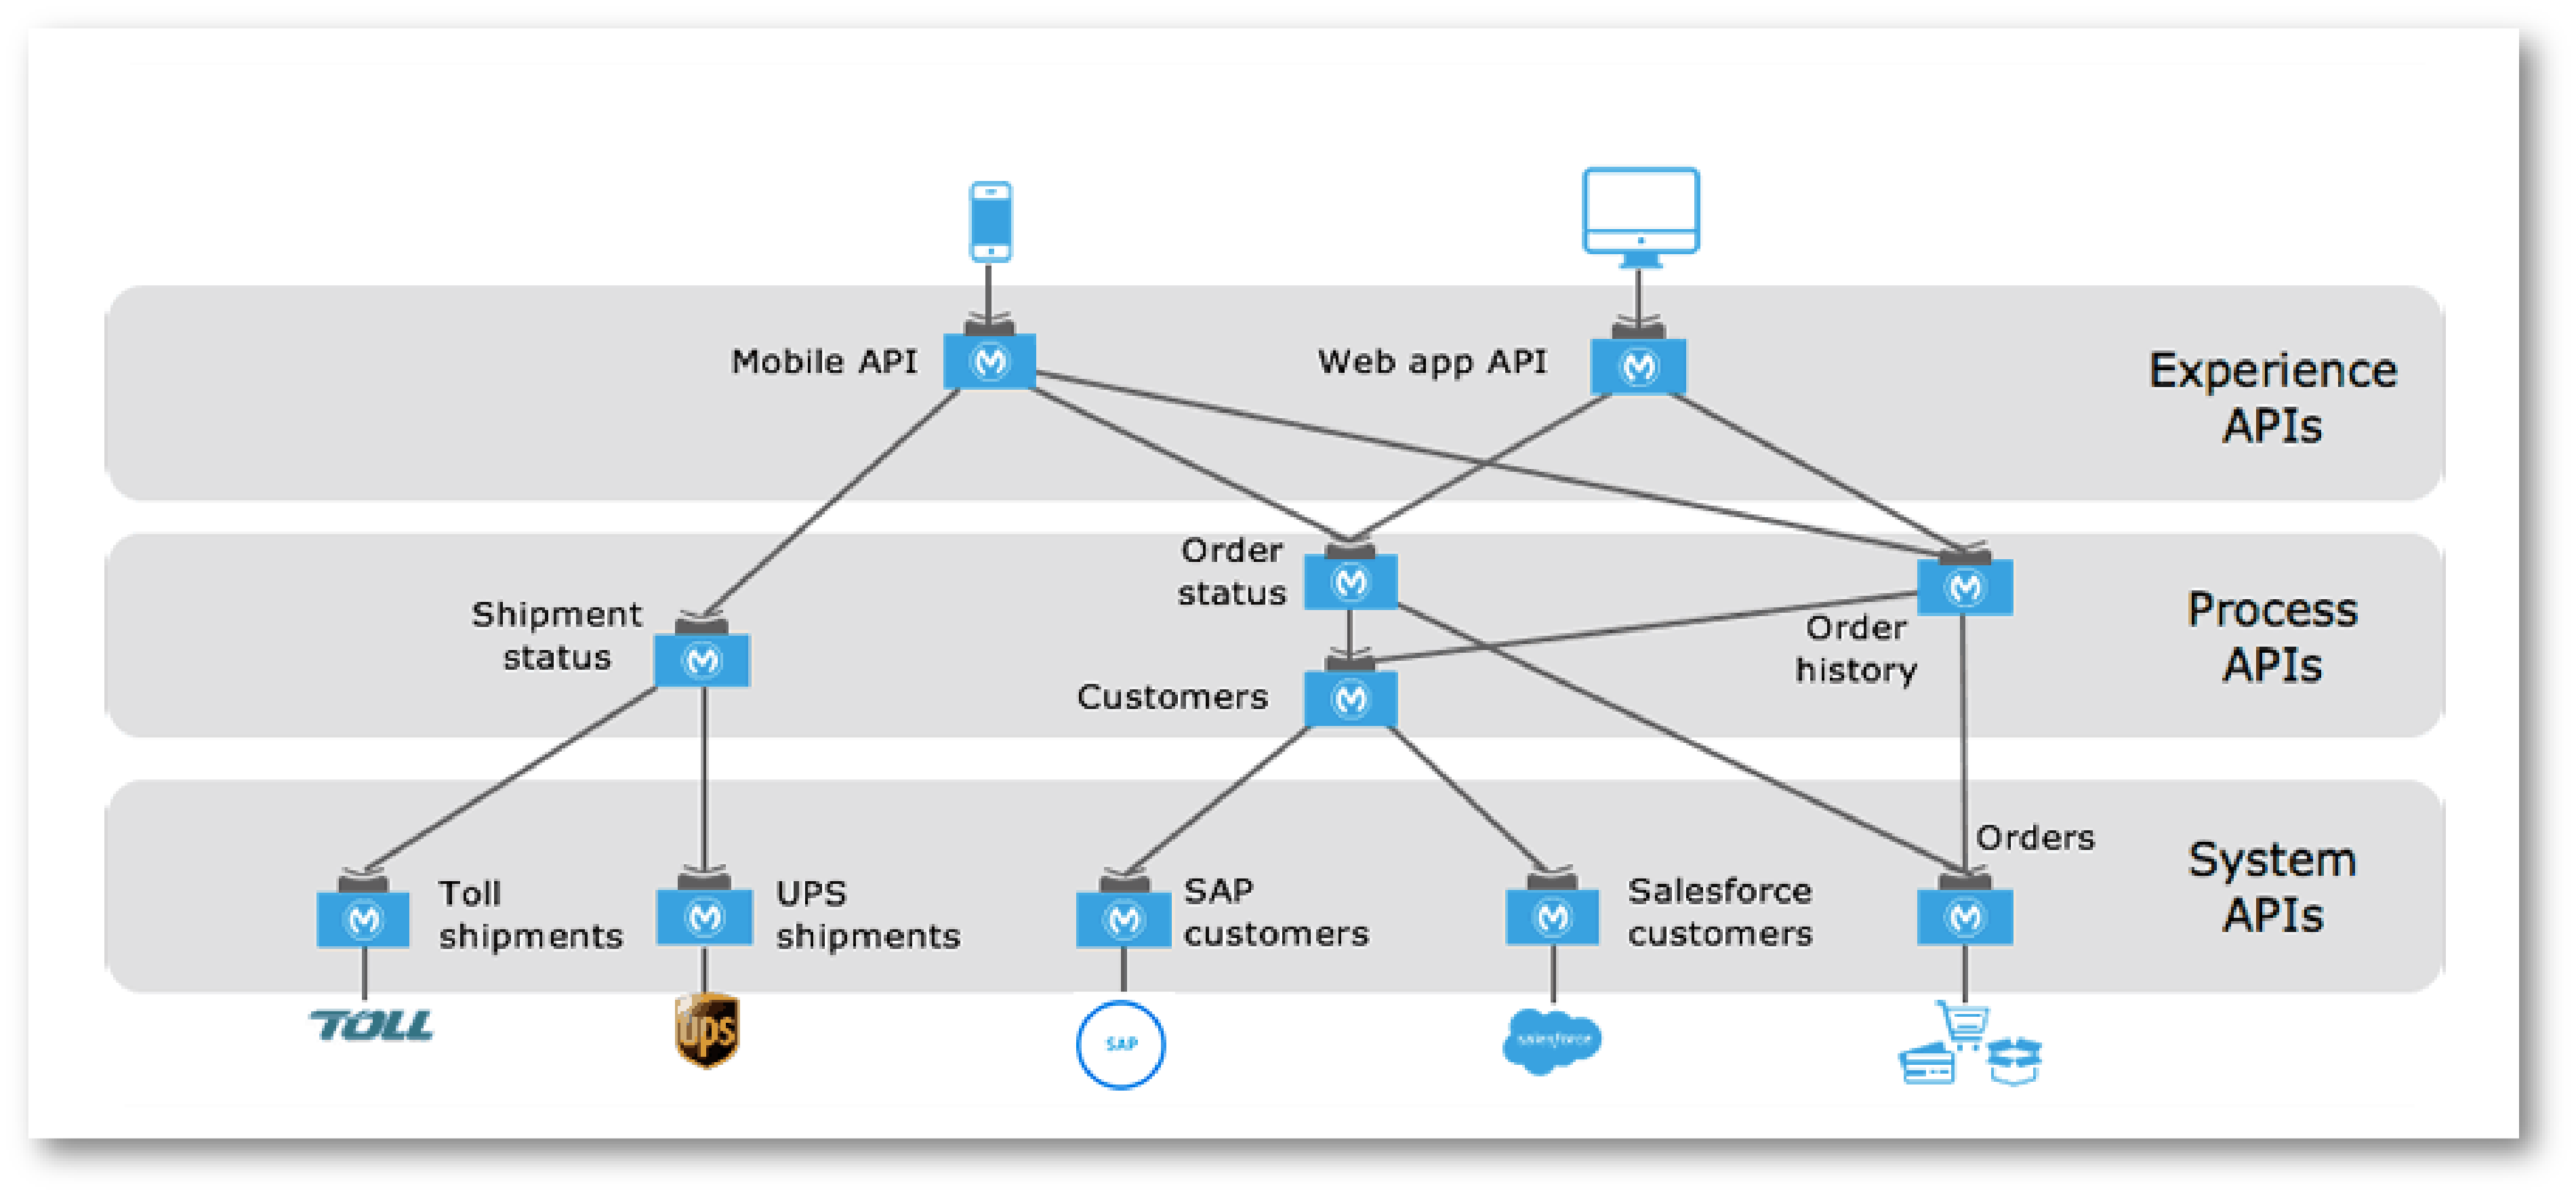 Mobile API
Web app API
Experience
APIs
Order
status
Shipment
status
Order
history
Customers
Process
APIs
Orders
Toll
shipments
UPS
shipments
SAP
customers
Salesforce
customers
System
APIs
TOLL
ups
SAP
salesforce